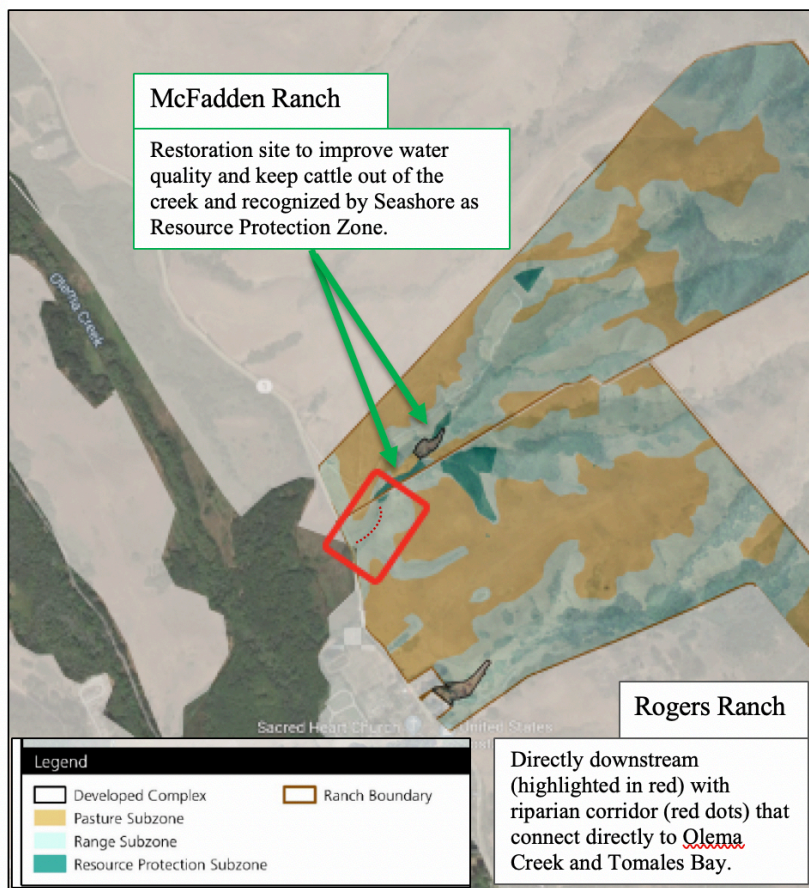 McFadden Ranch
Restoration site to improve water
quality and keep cattle out of the
creek and recognized by Seashore as
Resource Protection Zone.
Olema Creek
1
Sacred Heart Church
United States
Rogers Ranch
Directly downstream
(highlighted in red) with
riparian corridor (red dots) that
connect directly to Olema
Creek and Tomales Bay.
Legend
Developed Complex
Pasture Subzone
Range Subzone
Resource Protection Subzone
Ranch Boundary